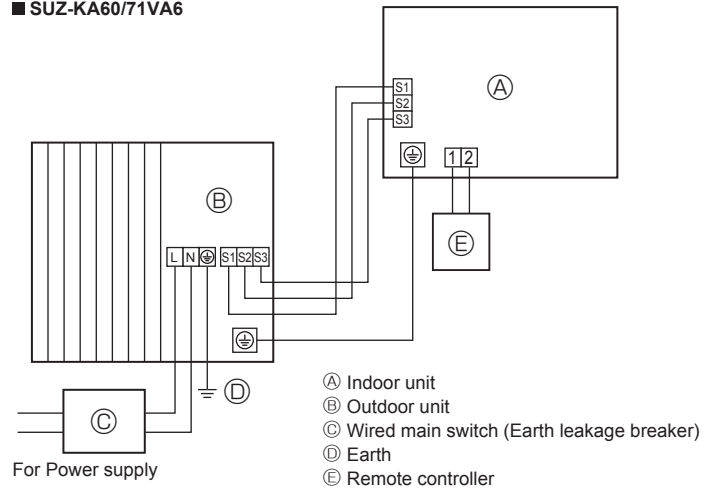 ■ SUZ-KA60/71VA6
S1
S2
S3
Ⓐ
1 2
Ⓑ
Ⓔ
L N S1 S2 S3
Ⓓ
Ⓒ
For Power supply
Ⓐ Indoor unit
Ⓑ Outdoor unit
Ⓒ Wired main switch (Earth leakage breaker)
Ⓓ Earth
Ⓔ Remote controller